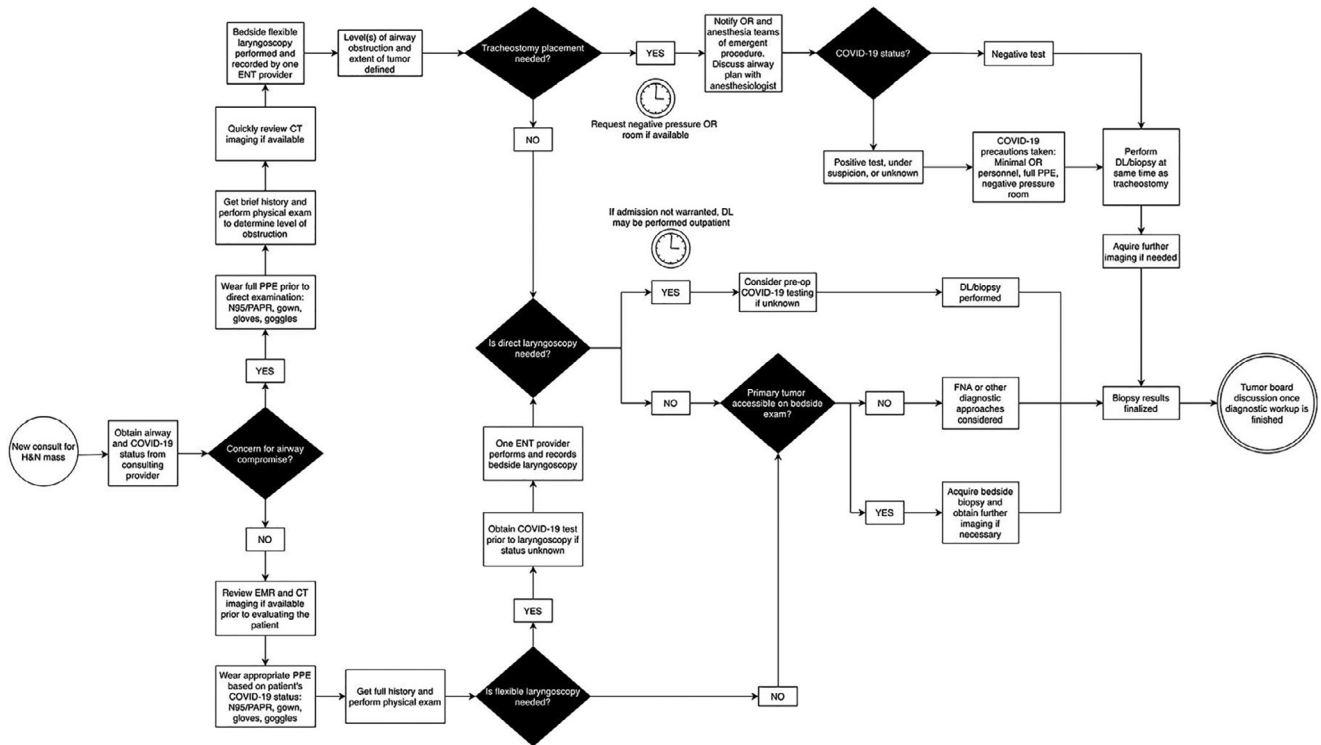 New consult for
H&N mass
Obtain airway
and COVID-19
status from
consulting
provider
Concern for airway
compromise?
YES
Wear full PPE prior to
direct examination:
N95/PAPR, gown,
gloves, goggles
Get brief history and
perform physical exam
to determine level of
obstruction
Quickly review CT
imaging if available
Bedside flexible
laryngoscopy
performed and
recorded by one
ENT provider
Level(s) of airway
obstruction and
extent of tumor
defined
Tracheostomy placement
needed?
YES
Request negative pressure OR
room if available
Notify OR and
anesthesia teams
of emergent
procedure.
Discuss airway
plan with
anesthesiologist
COVID-19 status?
Negative test
Positive test, under
suspicion, or unknown
COVID-19
precautions taken:
Minimal OR
personnel, full PPE,
negative pressure
room
Perform
DL/biopsy at
same time as
tracheostomy
Aquire further
imaging if needed
NO
Is direct laryngoscopy
needed?
If admission not warranted, DL
may be performed outpatient
YES
Consider pre-op
COVID-19 testing
if unknown
DL/biopsy
performed
NO
Primary tumor
accessible on bedside
exam?
NO
FNA or other
diagnostic
approaches
considered
YES
Acquire bedside
biopsy and
obtain further
imaging if
necessary
Biopsy results
finalized
Tumor board
discussion once
diagnostic workup is
finished
NO
Review EMR and CT
imaging if available
prior to evaluating the
patient
Wear appropriate PPE
based on patient's
COVID-19 status:
N95/PAPR, gown,
gloves, goggles
Get full history and
perform physical exam
Is flexible laryngoscopy
needed?
YES
Obtain COVID-19 test
prior to laryngoscopy if
status unknown
One ENT provider
performs and records
bedside laryngoscopy
NO